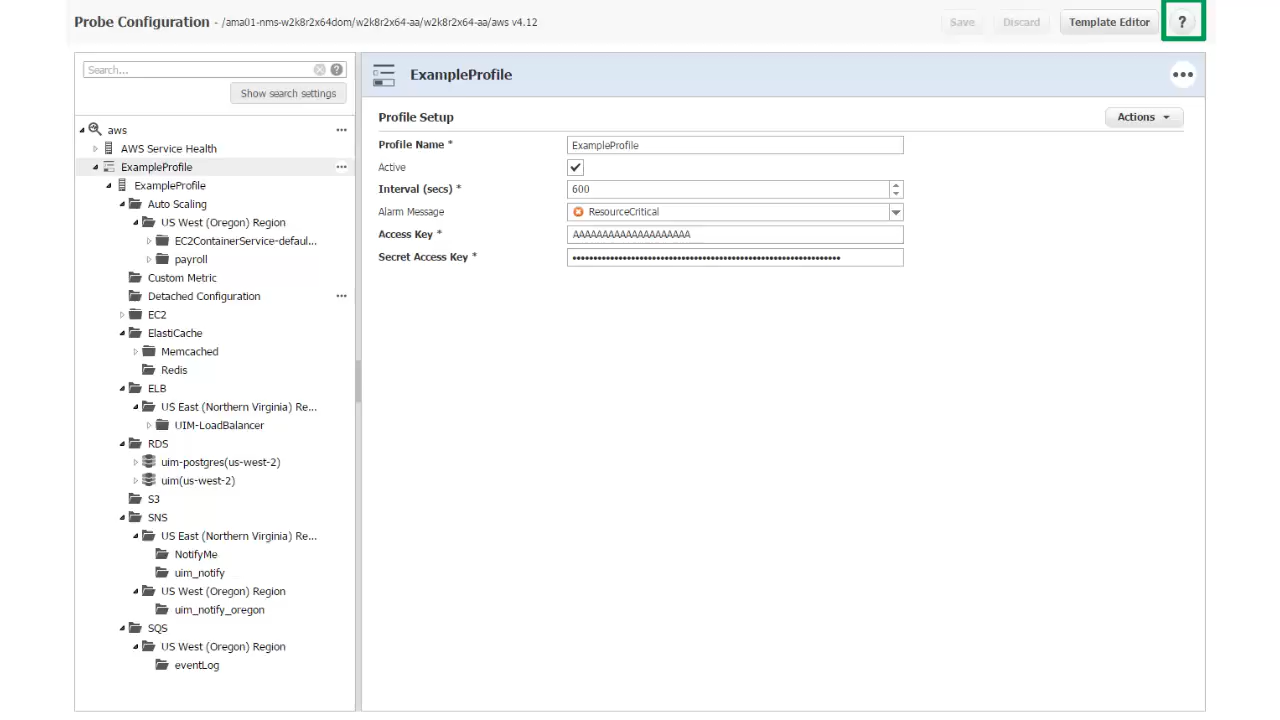 Probe Configuration - /ama01-nms-w2k8r2x64dom/w2k8r2x64-aa/w2k8r2x64-aa/aws v4.12
Save Discard Template Editor ?
Search... ?
Show search settings
aws
AWS Service Health
ExampleProfile
ExampleProfile
Auto Scaling
US West (Oregon) Region
EC2ContainerService-defaul...
payroll
Custom Metric
Detached Configuration
EC2
ElastiCache
Memcached
Redis
ELB
US East (Northern Virginia) Re...
UIM-LoadBalancer
RDS
uim-postgres(us-west-2)
uim(us-west-2)
S3
SNS
US East (Northern Virginia) Re...
NotifyMe
uim_notify
US West (Oregon) Region
uim_notify_oregon
SQS
US West (Oregon) Region
eventLog
ExampleProfile
Profile Setup
Actions
Profile Name * ExampleProfile
Active
Interval (secs) * 600
Alarm Message ResourceCritical
Access Key * AAAAAAAAAAAAAAAAAAAA
Secret Access Key *